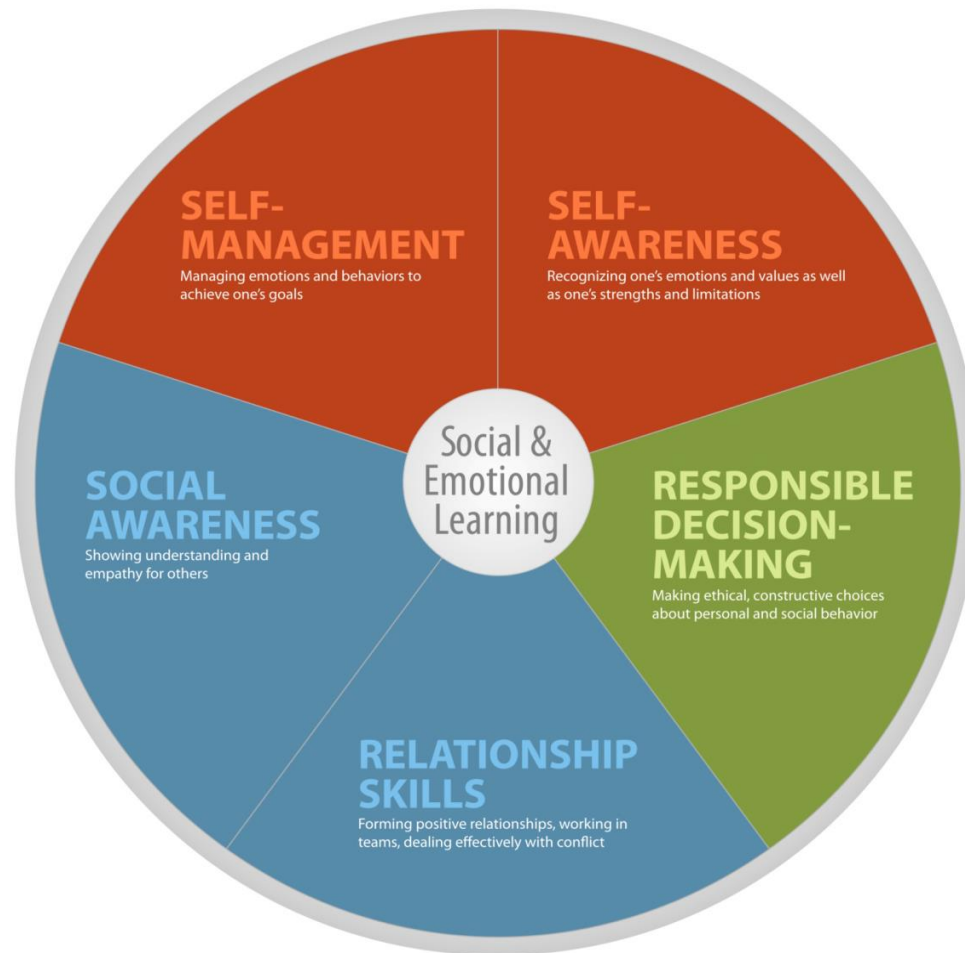 SELF-
MANAGEMENT
Managing emotions and behaviors to
achieve one’s goals
SELF-
AWARENESS
Recognizing one’s emotions and values as well
as one’s strengths and limitations
Social &
Emotional
Learning
SOCIAL
AWARENESS
Showing understanding and
empathy for others
RESPONSIBLE
DECISION-
MAKING
Making ethical, constructive choices
about personal and social behavior
RELATIONSHIP
SKILLS
Forming positive relationships, working in
teams, dealing effectively with conflict